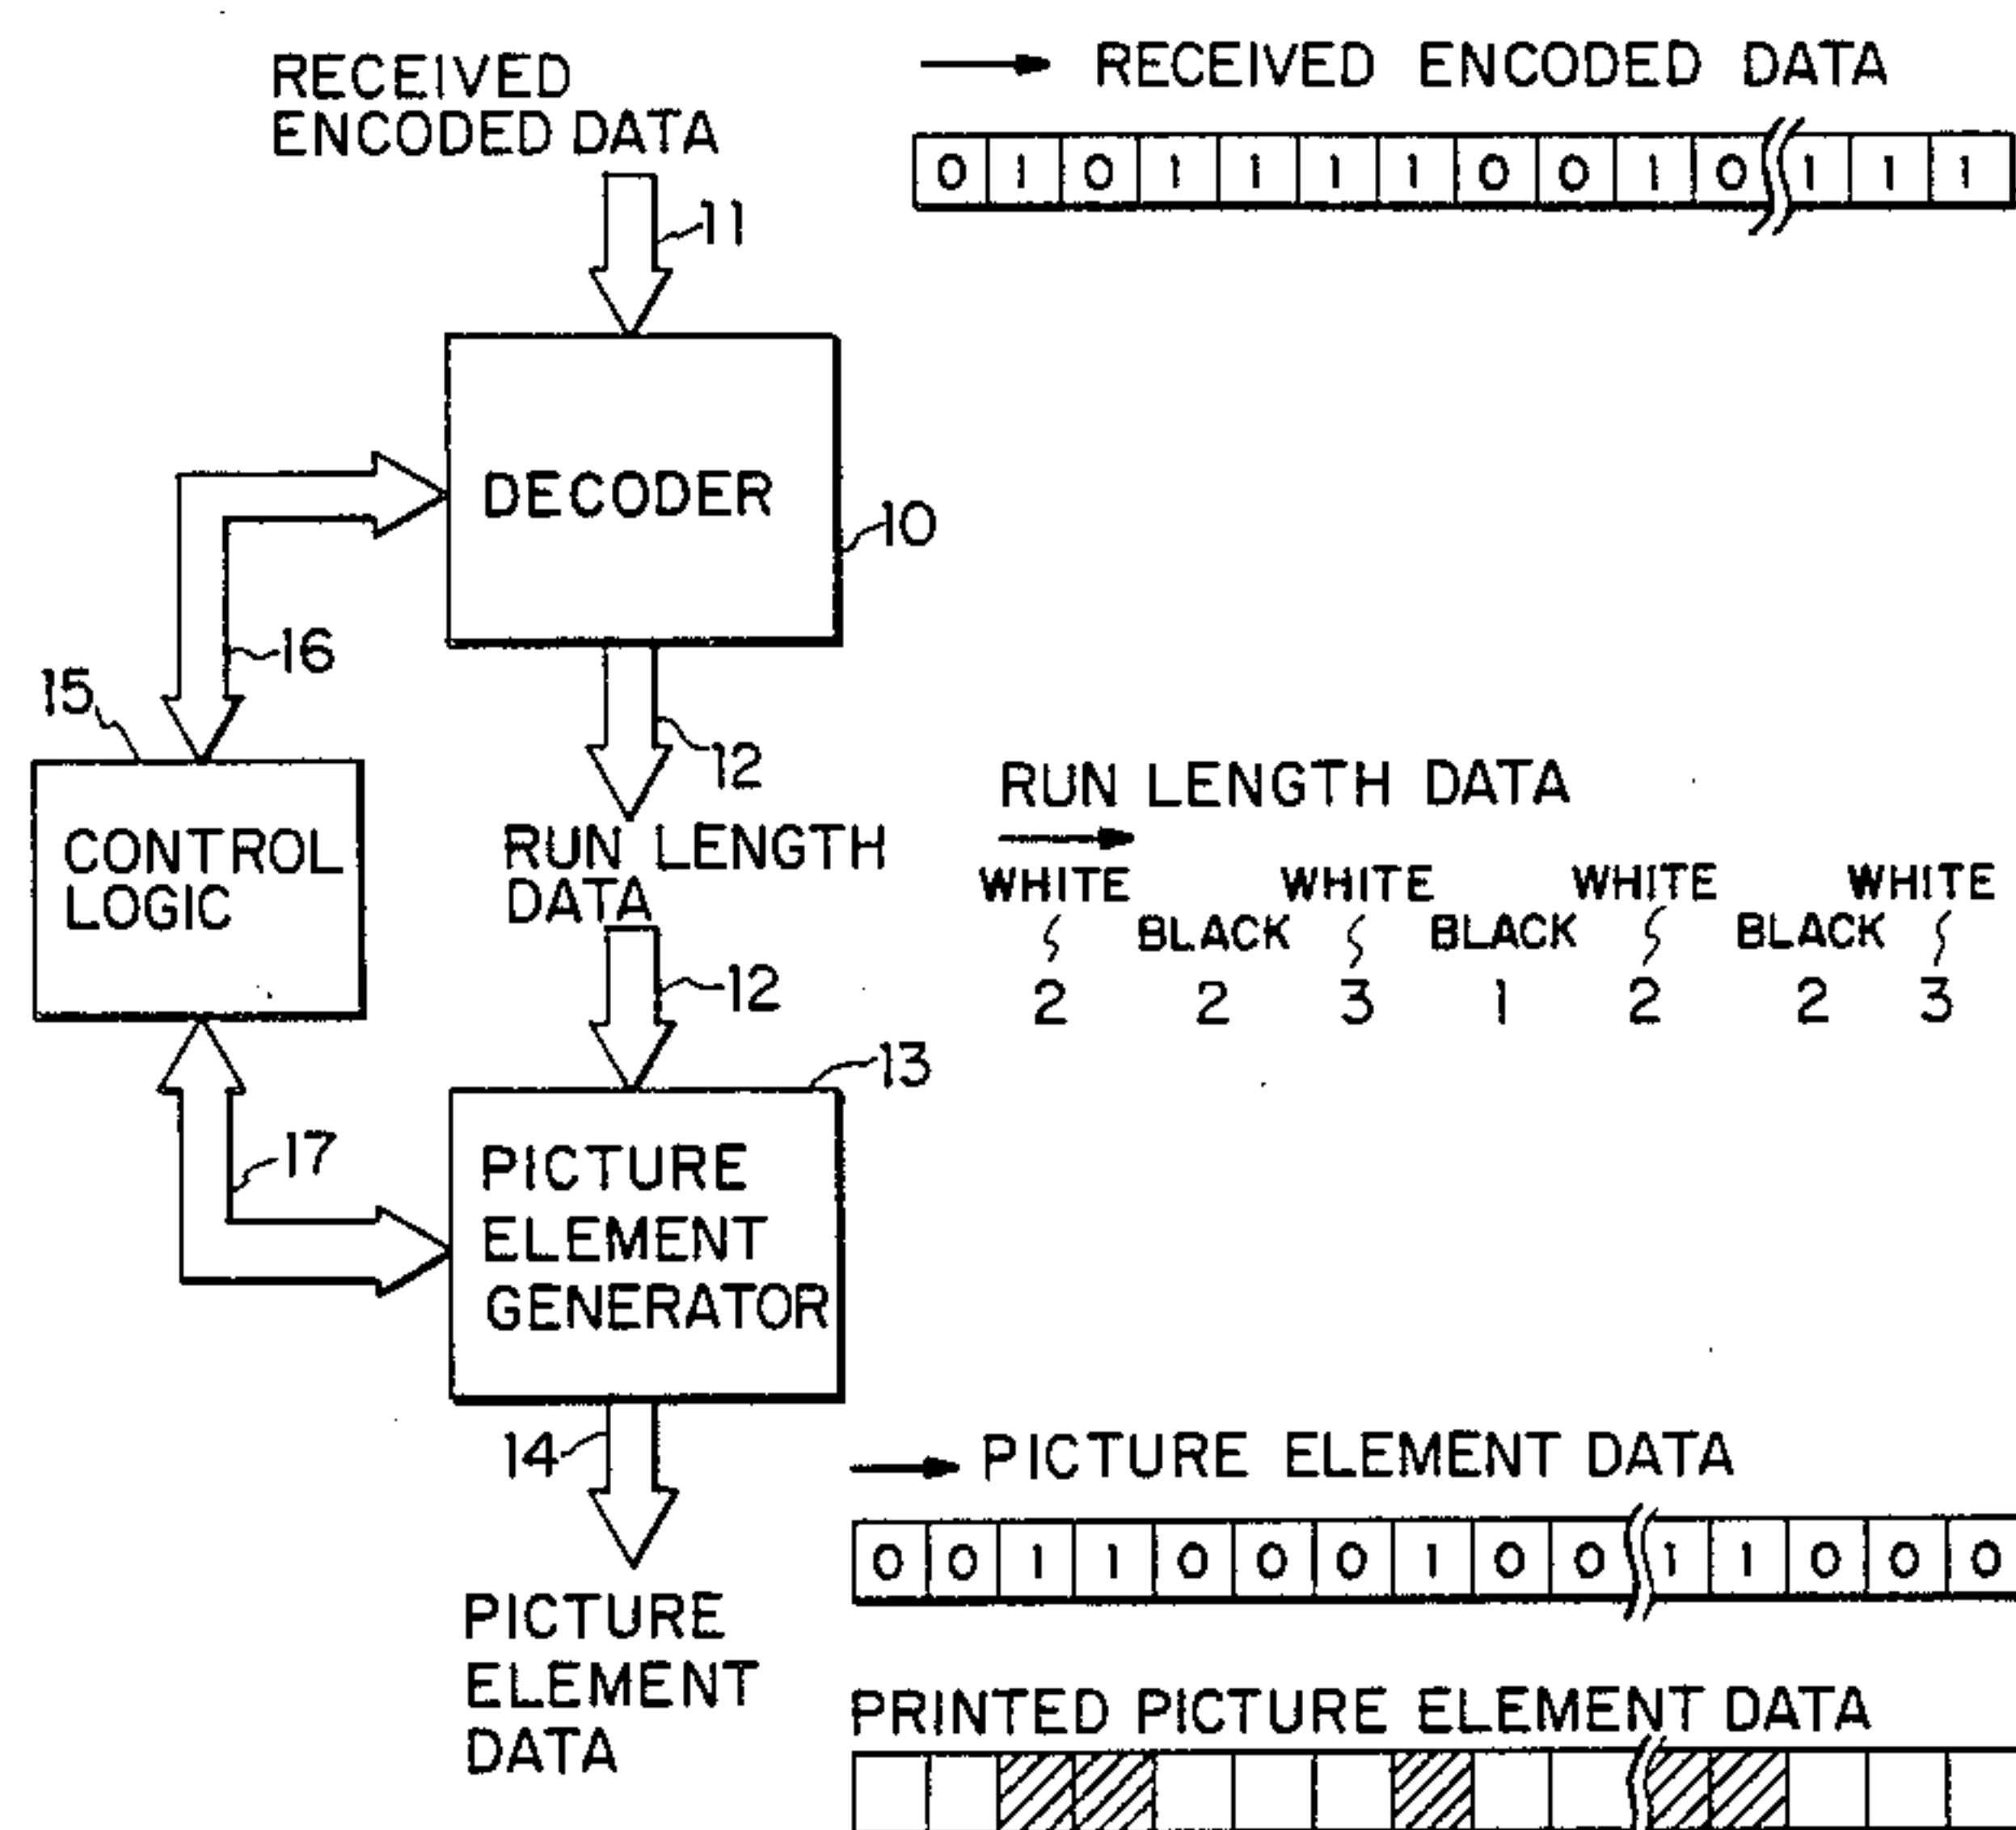 RECEIVED
ENCODED DATA
11
→ RECEIVED ENCODED DATA
0 1 0 1 1 1 1 0 0 1 0 1 1 1
DECODER
10
16
15
12
CONTROL
LOGIC
RUN LENGTH
DATA
12
RUN LENGTH DATA
WHITE WHITE WHITE WHITE
BLACK BLACK BLACK
2 2 3 1 2 2 3
13
17
PICTURE
ELEMENT
GENERATOR
14
PICTURE ELEMENT DATA
0 0 1 1 0 0 0 1 0 0 1 1 0 0 0
PICTURE
ELEMENT
DATA
PRINTED PICTURE ELEMENT DATA